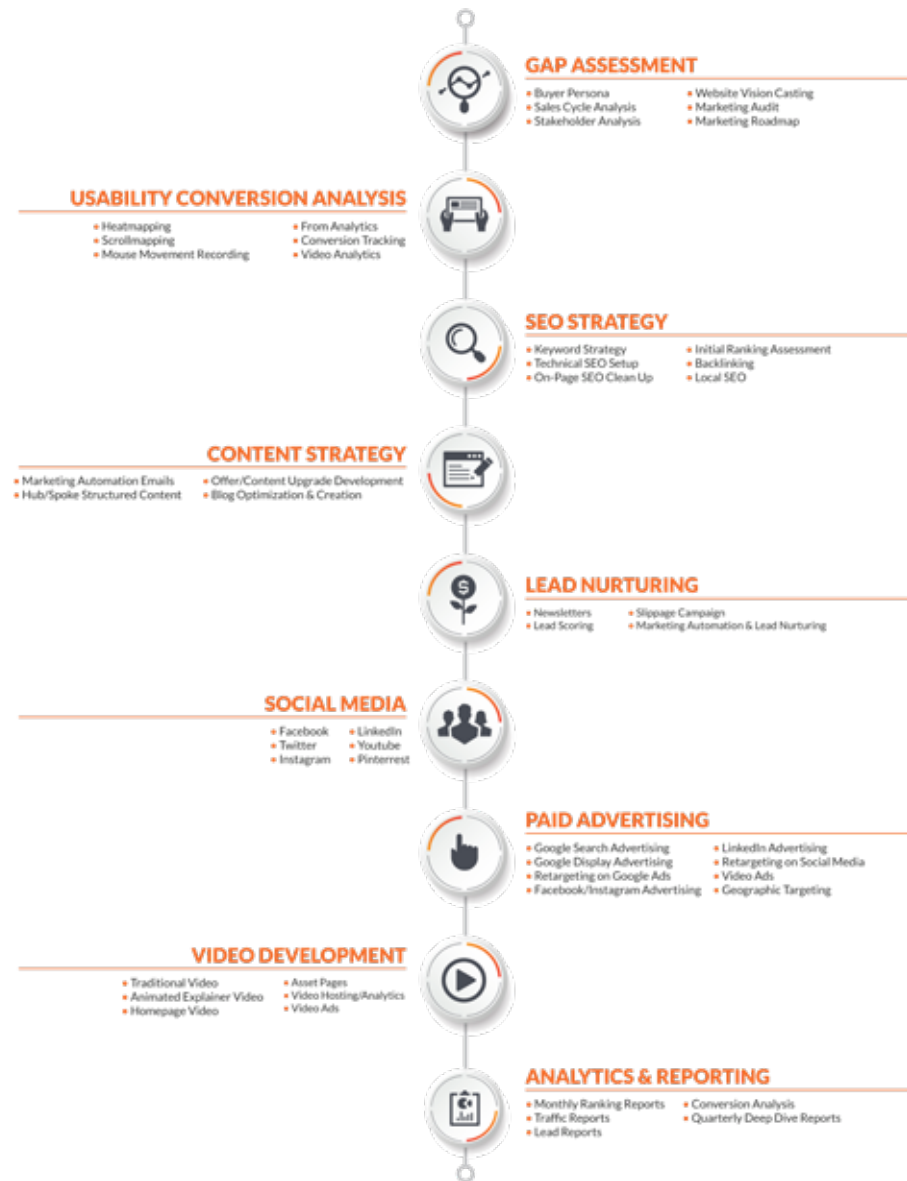 GAP ASSESSMENT
Buyer Persona
Sales Cycle Analysis
Stakeholder Analysis
Website Vision Casting
Marketing Audit
Marketing Roadmap
USABILITY CONVERSION ANALYSIS
Heatmapping
Scrollmapping
Mouse Movement Recording
From Analytics
Conversion Tracking
Video Analytics
SEO STRATEGY
Keyword Strategy
Technical SEO Setup
On-Page SEO Clean Up
Initial Ranking Assessment
Backlinking
Local SEO
CONTENT STRATEGY
Marketing Automation Emails
Hub/Spoke Structured Content
Offer/Content Upgrade Development
Blog Optimization & Creation
LEAD NURTURING
Newsletters
Lead Scoring
Slippage Campaign
Marketing Automation & Lead Nurturing
SOCIAL MEDIA
Facebook
Twitter
Instagram
LinkedIn
Youtube
Pinterrest
PAID ADVERTISING
Google Search Advertising
Google Display Advertising
Retargeting on Google Ads
Facebook/Instagram Advertising
LinkedIn Advertising
Retargeting on Social Media
Video Ads
Geographic Targeting
VIDEO DEVELOPMENT
Traditional Video
Animated Explainer Video
Homepage Video
Asset Pages
Video Hosting/Analytics
Video Ads
ANALYTICS & REPORTING
Monthly Ranking Reports
Traffic Reports
Lead Reports
Conversion Analysis
Quarterly Deep Dive Reports